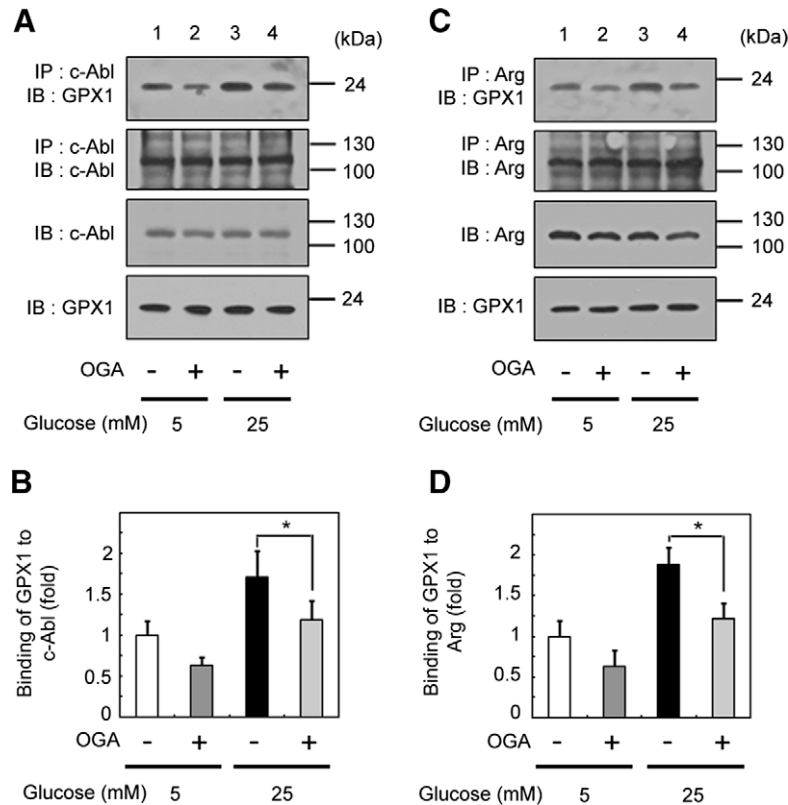 A
1 2 3 4 (kDa)
IP : c-Abl
IB : GPX1
24
IP : c-Abl
IB : c-Abl
130
100
IB : c-Abl
130
100
IB : GPX1
24
OGA - + - +
Glucose (mM) 5 25
C
1 2 3 4 (kDa)
IP : Arg
IB : GPX1
24
IP : Arg
IB : Arg
130
100
IB : Arg
130
100
IB : GPX1
24
OGA - + - +
Glucose (mM) 5 25
B
Binding of GPX1 to
c-Abl (fold)
2
1.5
1
0.5
0
*
OGA - + - +
Glucose (mM) 5 25
D
Binding of GPX1 to
Arg (fold)
2
1.5
1
0.5
0
*
OGA - + - +
Glucose (mM) 5 25